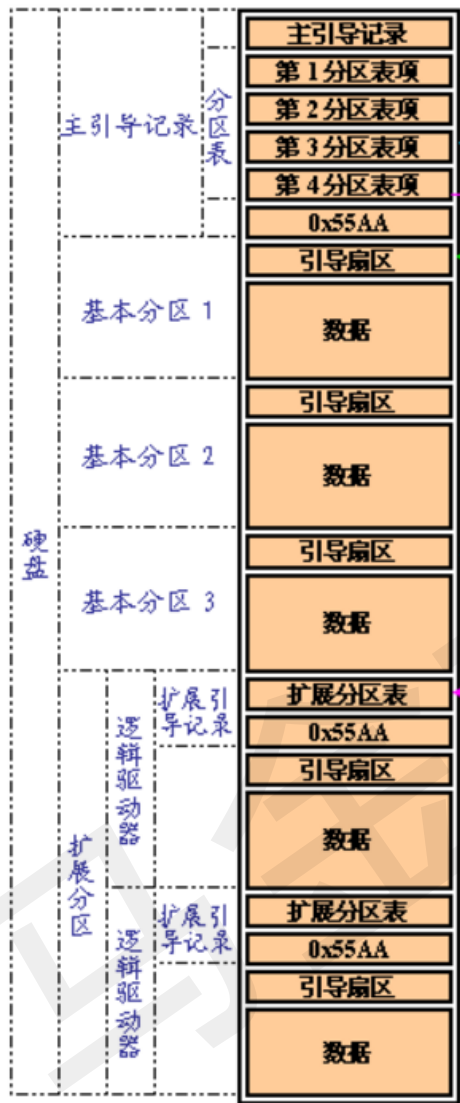 硬盘
主引导记录
分区表
主引导记录
第 1 分区表项
第 2 分区表项
第 3 分区表项
第 4 分区表项
0x55AA
基本分区 1
引导扇区
数据
基本分区 2
引导扇区
数据
基本分区 3
引导扇区
数据
扩展分区
逻辑驱动器
扩展引
导记录
扩展分区表
0x55AA
引导扇区
数据
逻辑驱动器
扩展引
导记录
扩展分区表
0x55AA
引导扇区
数据